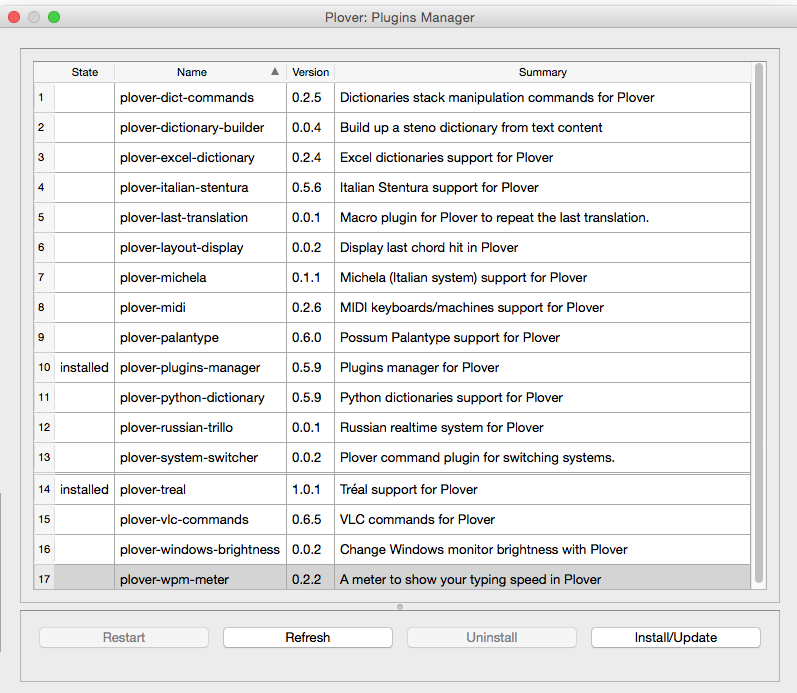 Plover: Plugins Manager
State Name Version Summary
1 plover-dict-commands 0.2.5 Dictionaries stack manipulation commands for Plover
2 plover-dictionary-builder 0.0.4 Build up a steno dictionary from text content
3 plover-excel-dictionary 0.2.4 Excel dictionaries support for Plover
4 plover-italian-stentura 0.5.6 Italian Stentura support for Plover
5 plover-last-translation 0.0.1 Macro plugin for Plover to repeat the last translation.
6 plover-layout-display 0.0.2 Display last chord hit in Plover
7 plover-michela 0.1.1 Michela (Italian system) support for Plover
8 plover-midi 0.2.6 MIDI keyboards/machines support for Plover
9 plover-palantype 0.6.0 Possum Palantype support for Plover
10 installed plover-plugins-manager 0.5.9 Plugins manager for Plover
11 plover-python-dictionary 0.5.9 Python dictionaries support for Plover
12 plover-russian-trillo 0.0.1 Russian realtime system for Plover
13 plover-system-switcher 0.0.2 Plover command plugin for switching systems.
14 installed plover-treal 1.0.1 Tréal support for Plover
15 plover-vlc-commands 0.6.5 VLC commands for Plover
16 plover-windows-brightness 0.0.2 Change Windows monitor brightness with Plover
17 plover-wpm-meter 0.2.2 A meter to show your typing speed in Plover
Restart Refresh Uninstall Install/Update